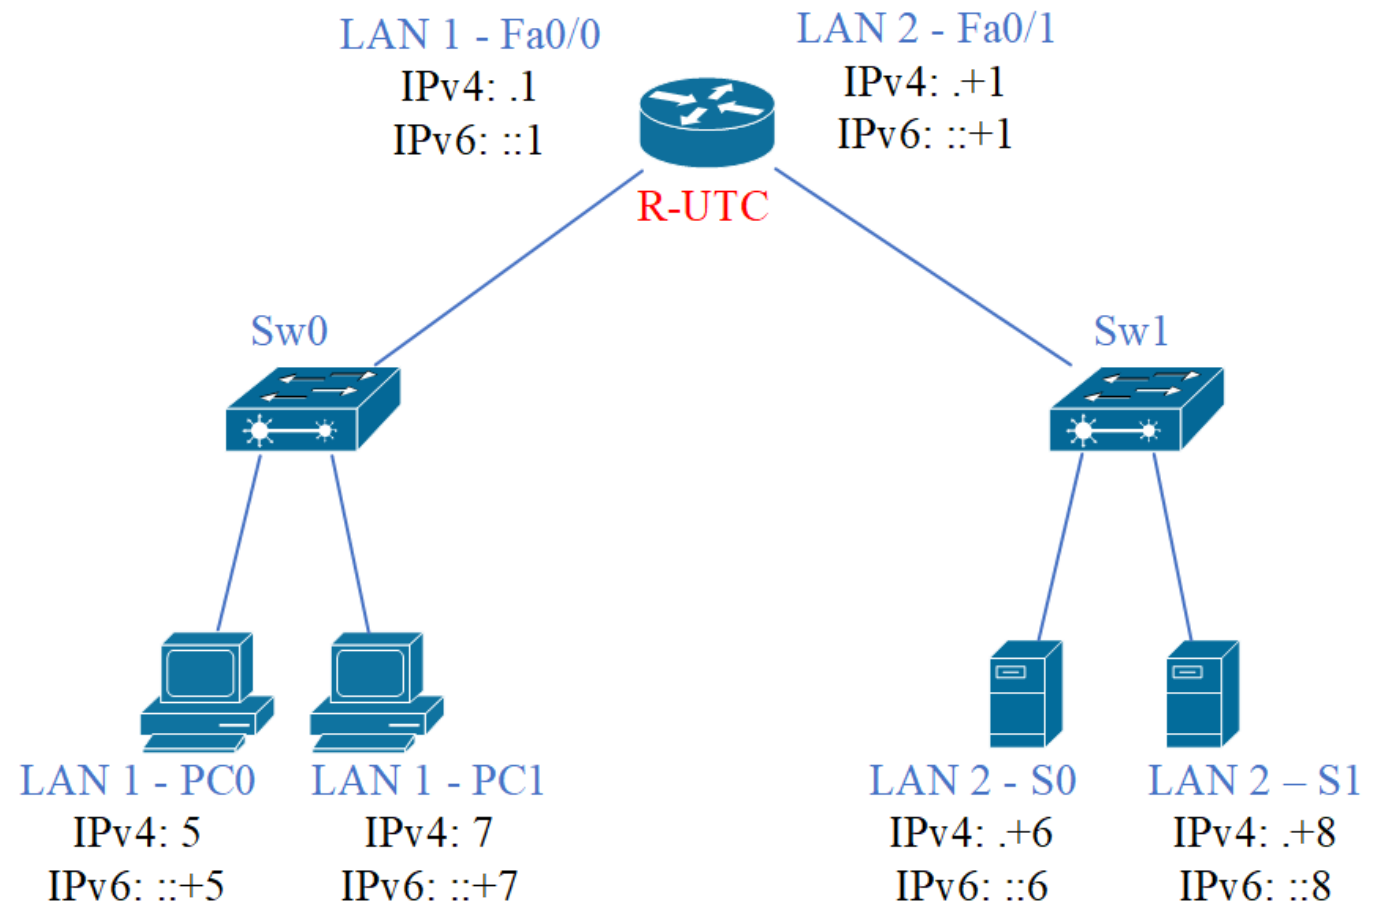 LAN 1 - Fa0/0
IPv4: .1
IPv6: ::1
LAN 2 - Fa0/1
IPv4: .+1
IPv6: ::+1
R-UTC
Sw0
Sw1
LAN 1 - PC0
IPv4: 5
IPv6: ::+5
LAN 1 - PC1
IPv4: 7
IPv6: ::+7
LAN 2 - S0
IPv4: .+6
IPv6: ::6
LAN 2 – S1
IPv4: .+8
IPv6: ::8